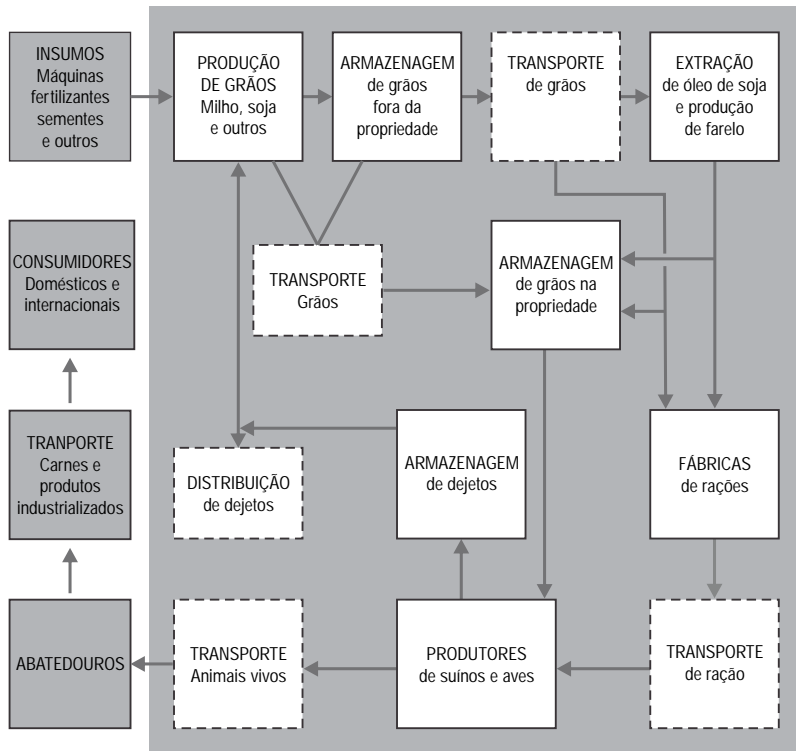 INSUMOS
Máquinas
fertilizantes
sementes
e outros
PRODUÇÃO
DE GRÃOS
Milho, soja
e outros
ARMAZENAGEM
de grãos
fora da
propriedade
TRANSPORTE
de grãos
EXTRAÇÃO
de óleo de soja
e produção
de farelo
CONSUMIDORES
Domésticos e
internacionais
TRANSPORTE
Grãos
ARMAZENAGEM
de grãos na
propriedade
TRANPORTE
Carnes e
produtos
industrializados
DISTRIBUIÇÃO
de dejetos
ARMAZENAGEM
de dejetos
FÁBRICAS
de rações
ABATEDOUROS
TRANSPORTE
Animais vivos
PRODUTORES
de suínos e aves
TRANSPORTE
de ração